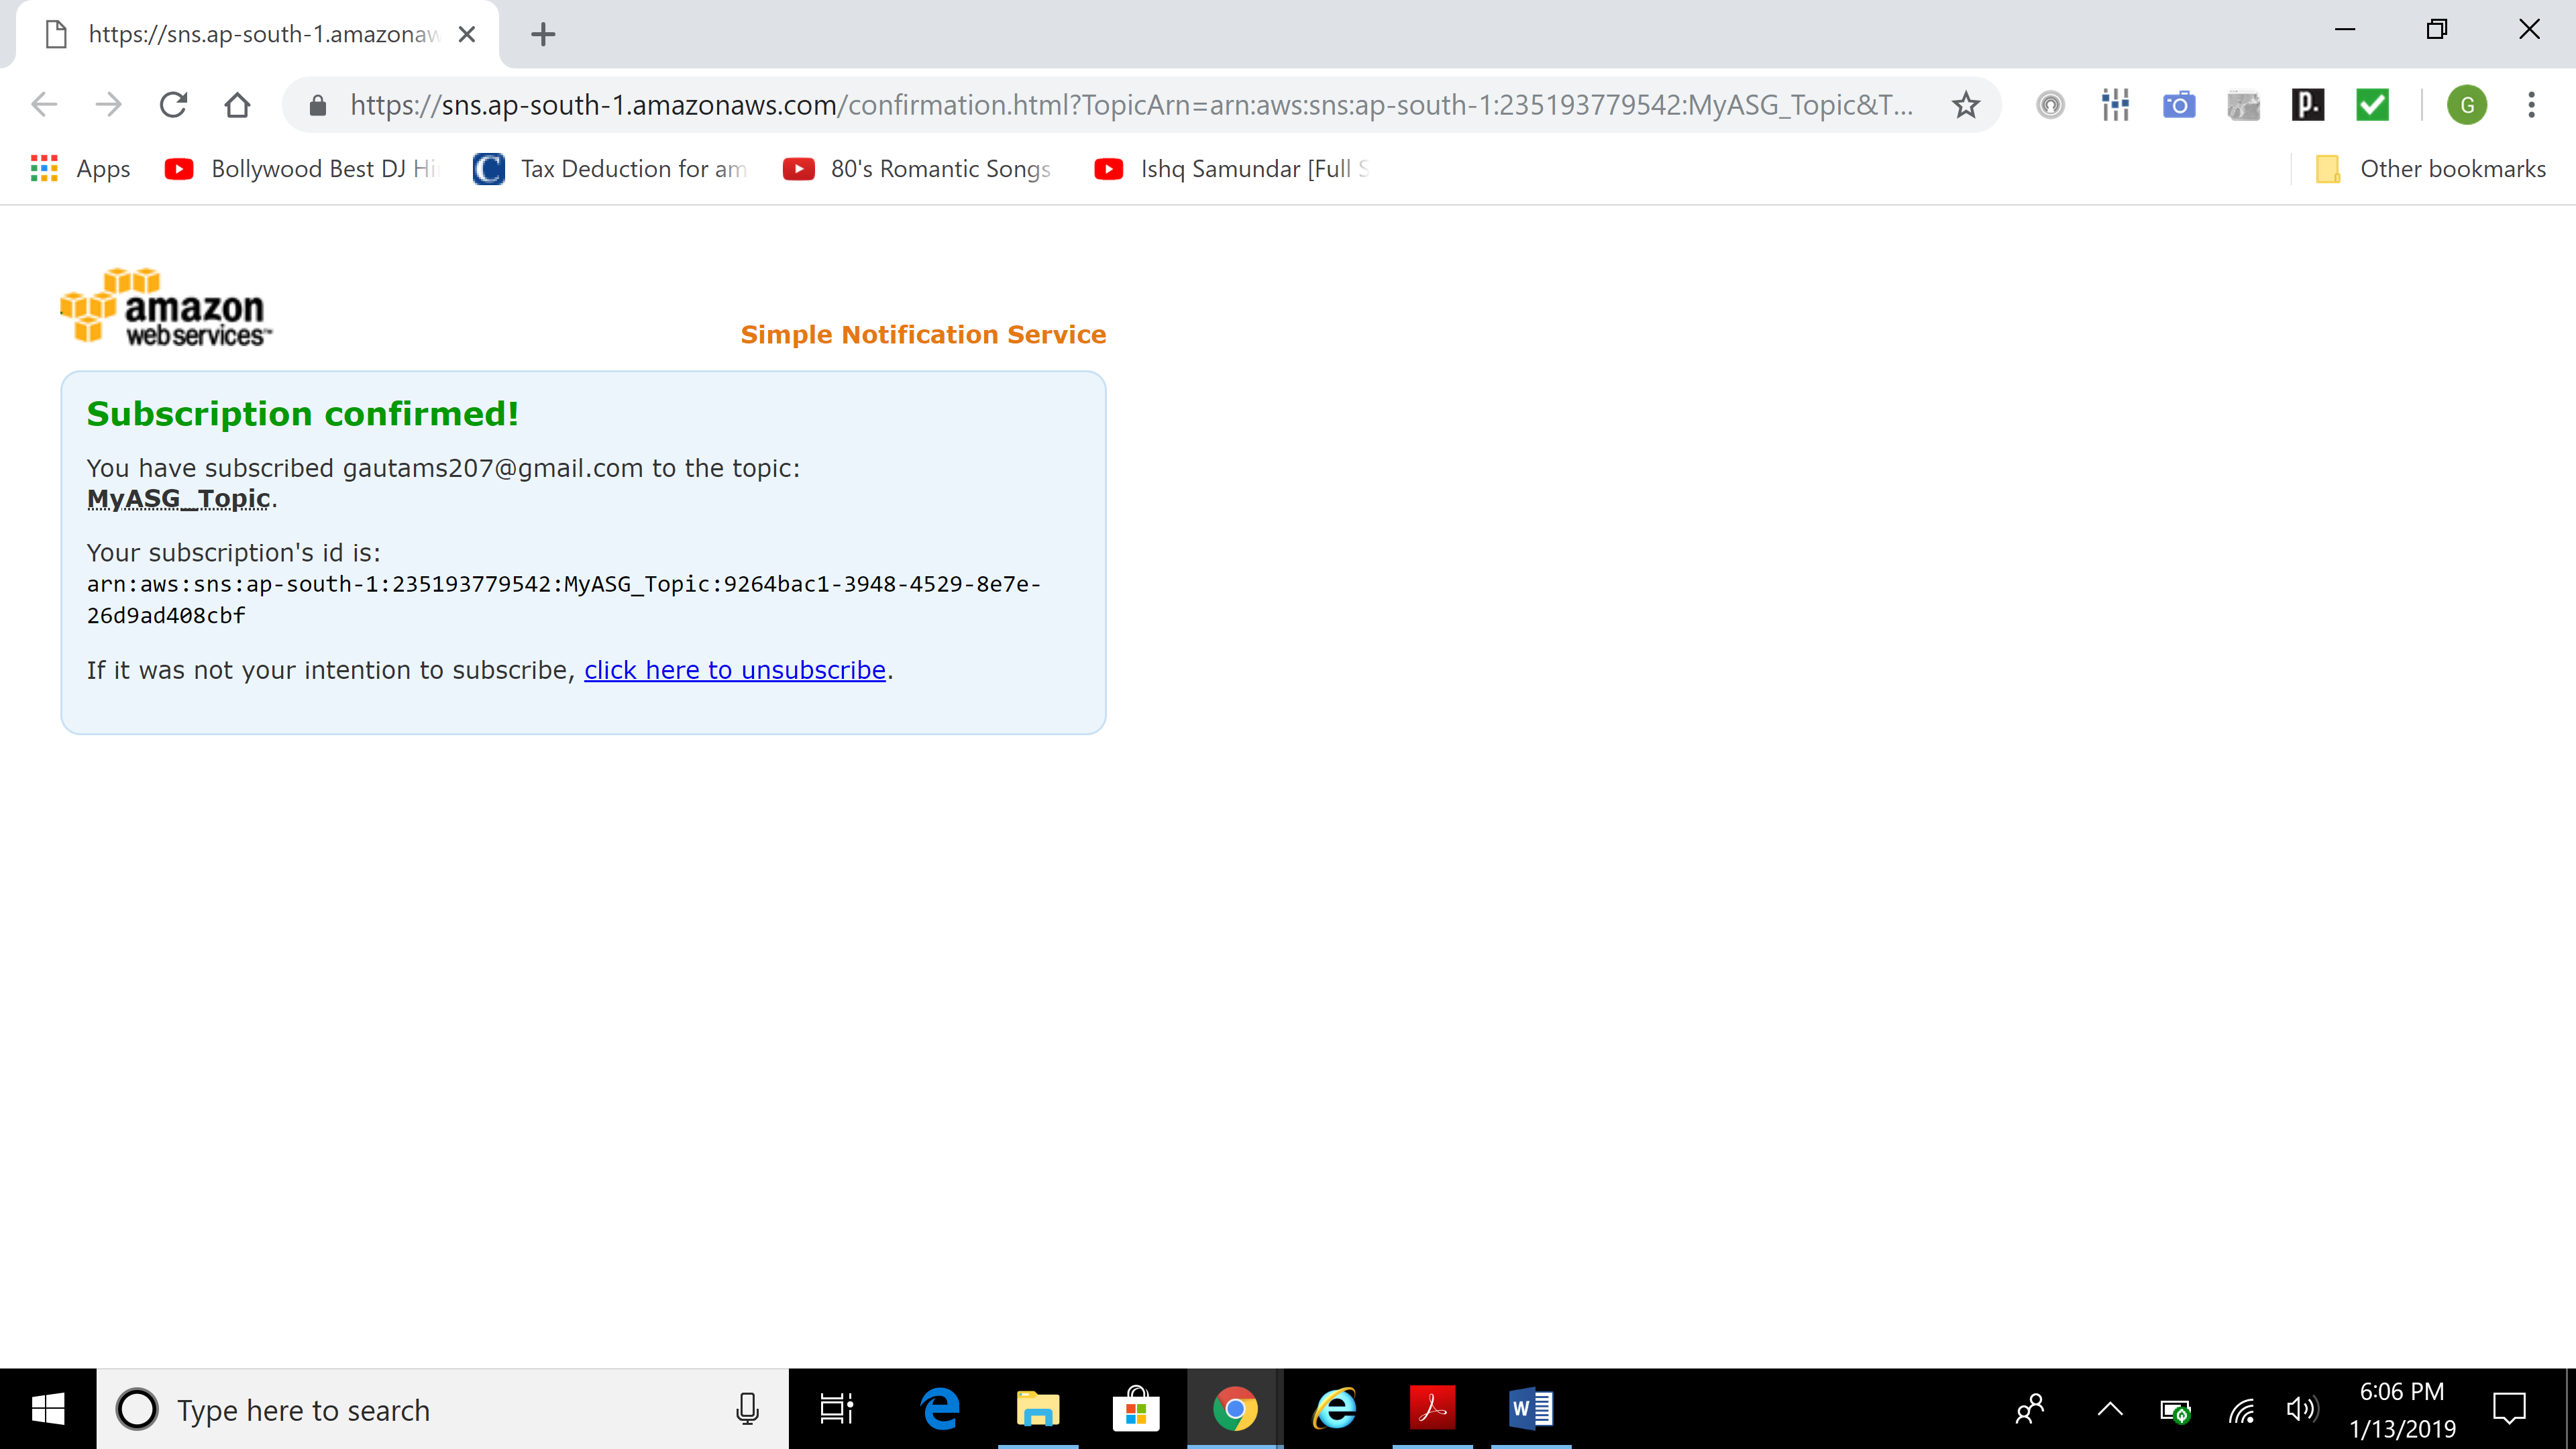 https://sns.ap-south-1.amazonaw
https://sns.ap-south-1.amazonaws.com/confirmation.html?TopicArn=arn:aws:sns:ap-south-1:235193779542:MyASG_Topic&T...
p.
G
Apps
Bollywood Best DJ Hi
C
Tax Deduction for am
80's Romantic Songs
Ishq Samundar [Full S
Other bookmarks
amazon
webservices™
Simple Notification Service
Subscription confirmed!
You have subscribed gautams207@gmail.com to the topic:
MyASG_Topic.
Your subscription's id is:
arn:aws:sns:ap-south-1:235193779542:MyASG_Topic:9264bac1-3948-4529-8e7e-
26d9ad408cbf
If it was not your intention to subscribe, click here to unsubscribe.
Type here to search
W
6:06 PM
1/13/2019